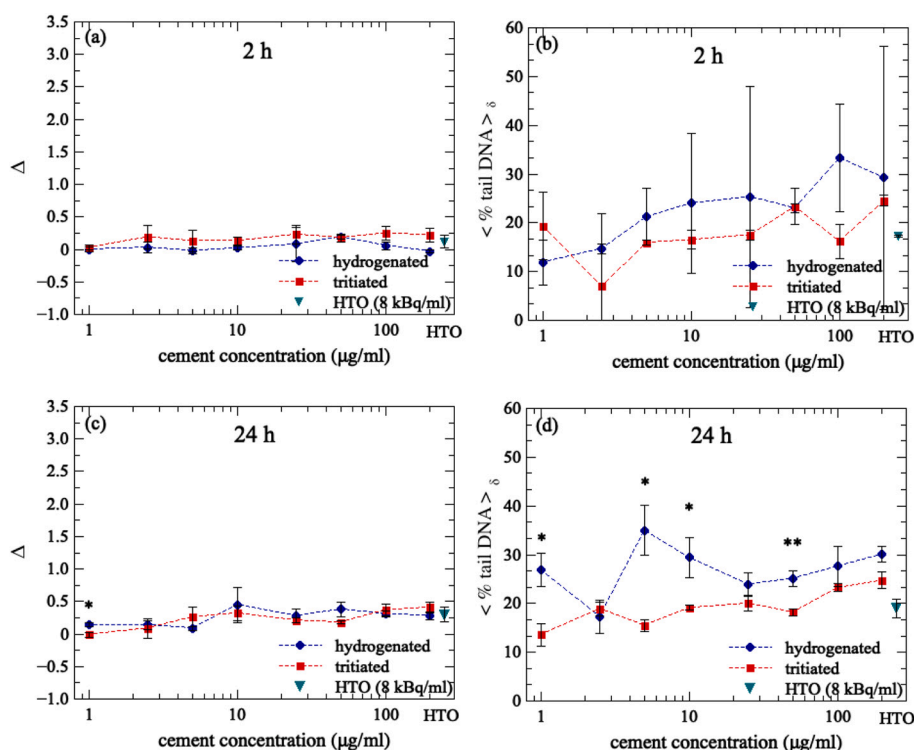 (a)
2 h
3.5
3.0
2.5
2.0
1.5
1.0
0.5
0.0
−0.5
−1.0
Δ
hydrogenated
tritiated
HTO (8 kBq/ml)
1 10 100 HTO
cement concentration (μg/ml)
(b)
2 h
60
50
40
30
20
10
0
< % tail DNA > δ
hydrogenated
tritiated
HTO (8 kBq/ml)
1 10 100 HTO
cement concentration (μg/ml)
(c)
24 h
3.5
3.0
2.5
2.0
1.5
1.0
0.5
0.0
−0.5
−1.0
Δ
*
hydrogenated
tritiated
HTO (8 kBq/ml)
1 10 100 HTO
cement concentration (μg/ml)
(d)
24 h
60
50
40
30
20
10
0
< % tail DNA > δ
* * * **
hydrogenated
tritiated
HTO (8 kBq/ml)
1 10 100 HTO
cement concentration (μg/ml)